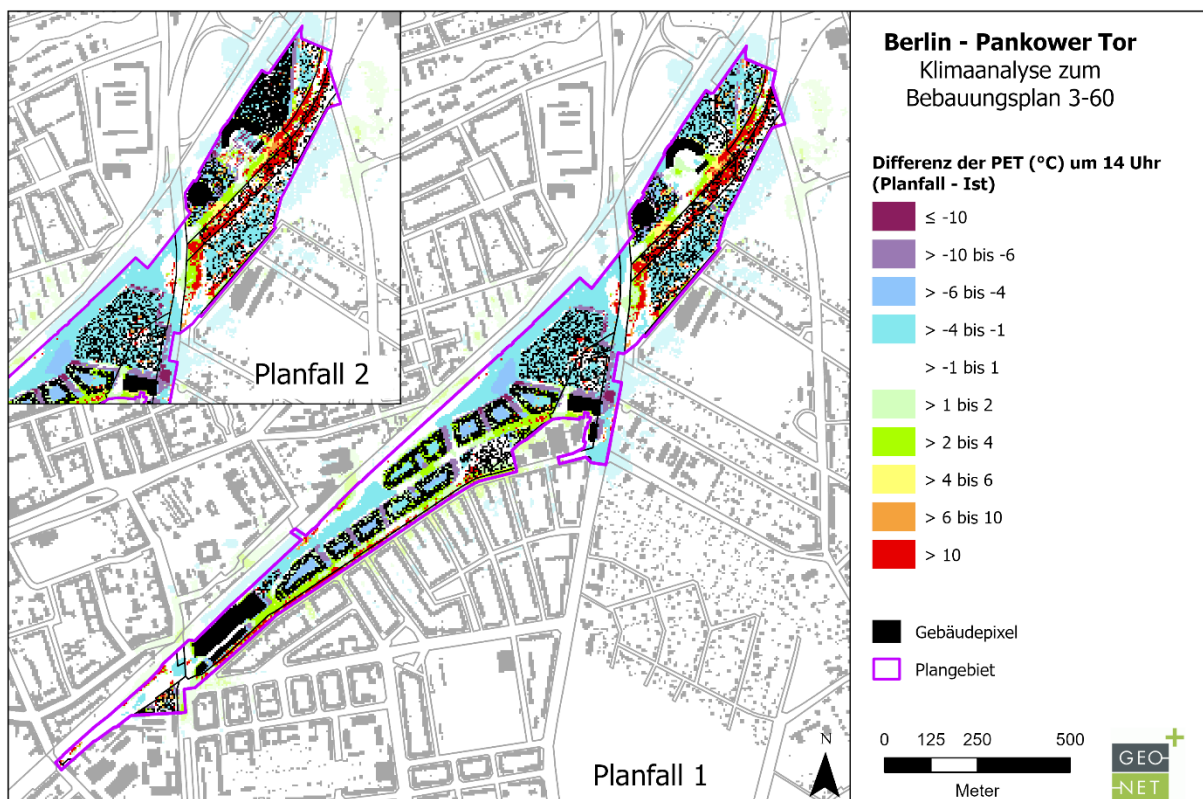 Planfall 2
Planfall 1
N
Berlin - Pankower Tor
Klimaanalyse zum
Bebauungsplan 3-60
Differenz der PET (°C) um 14 Uhr
(Planfall - Ist)
≤ -10
> -10 bis -6
> -6 bis -4
> -4 bis -1
> -1 bis 1
> 1 bis 2
> 2 bis 4
> 4 bis 6
> 6 bis 10
> 10
Gebäudepixel
Plangebiet
0 125 250 500
Meter
GEO
NET